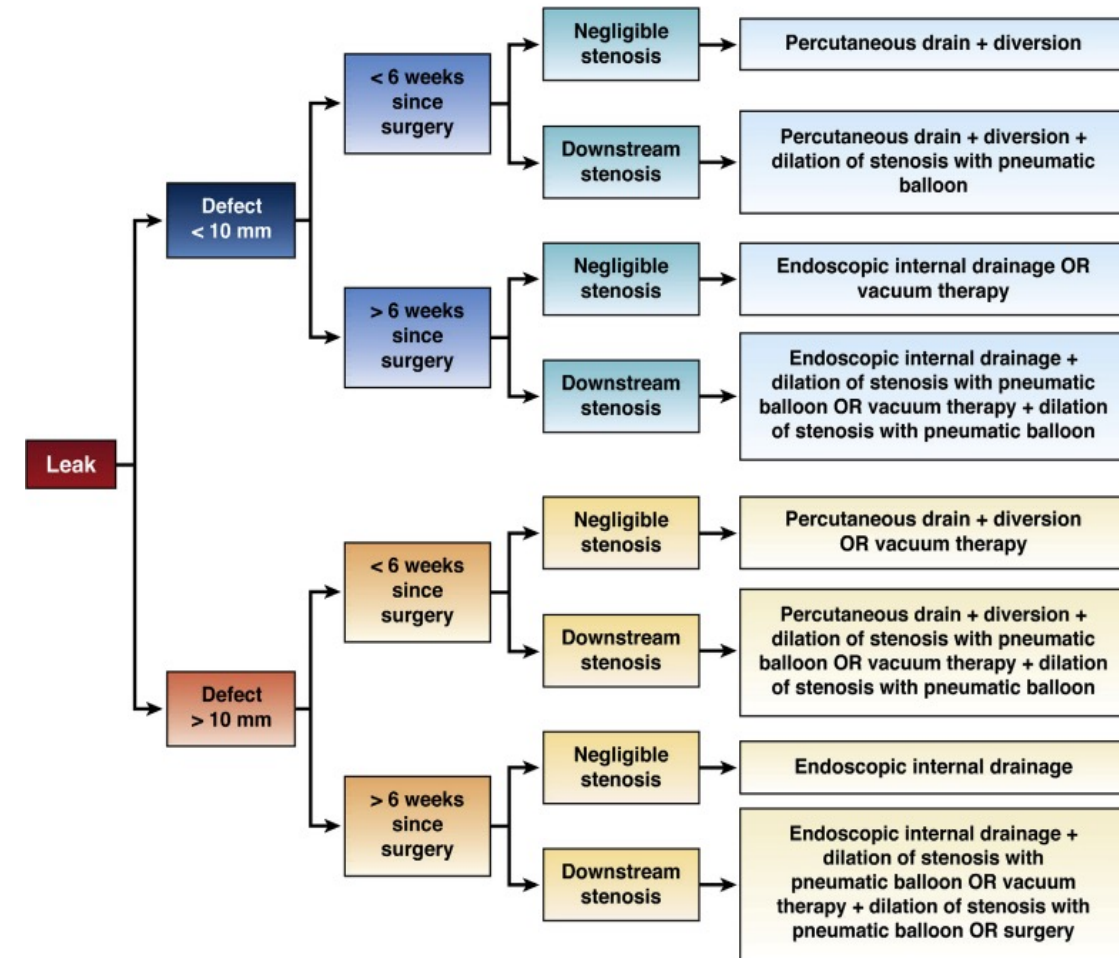 Leak
Defect
< 10 mm
< 6 weeks
since
surgery
Negligible
stenosis
Percutaneous drain + diversion
Downstream
stenosis
Percutaneous drain + diversion +
dilation of stenosis with pneumatic
balloon
> 6 weeks
since
surgery
Negligible
stenosis
Endoscopic internal drainage OR
vacuum therapy
Downstream
stenosis
Endoscopic internal drainage +
dilation of stenosis with pneumatic
balloon OR vacuum therapy + dilation
of stenosis with pneumatic balloon
Defect
> 10 mm
< 6 weeks
since
surgery
Negligible
stenosis
Percutaneous drain + diversion
OR vacuum therapy
Downstream
stenosis
Percutaneous drain + diversion +
dilation of stenosis with pneumatic
balloon OR vacuum therapy + dilation
of stenosis with pneumatic balloon
> 6 weeks
since
surgery
Negligible
stenosis
Endoscopic internal drainage
Downstream
stenosis
Endoscopic internal drainage +
dilation of stenosis with
pneumatic balloon OR vacuum
therapy + dilation of stenosis with
pneumatic balloon OR surgery